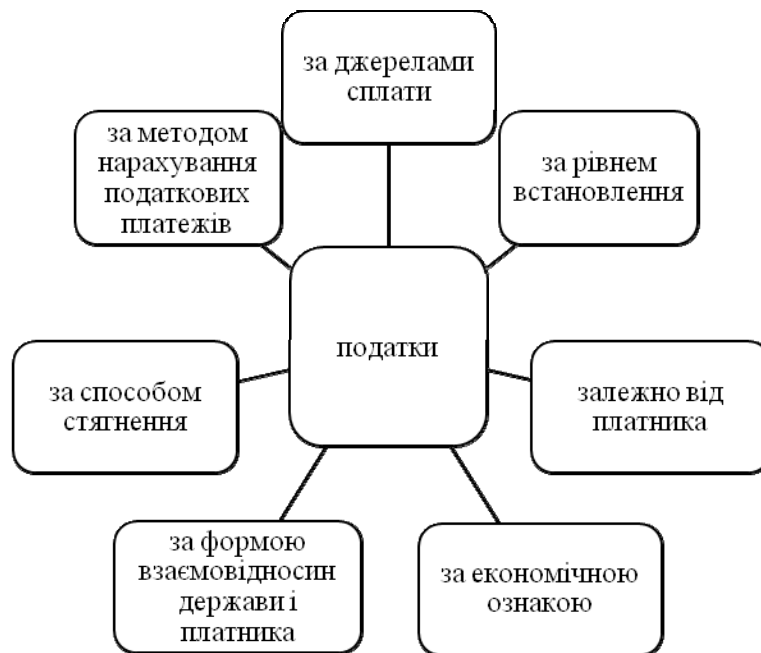 за джерелами
сплати
за методом
нарахування
податкових
платежів
за рівнем
встановлення
податки
за способом
стягнення
залежно від
платника
за формою
взаємовідносин
держави і
платника
за економічною
ознакою